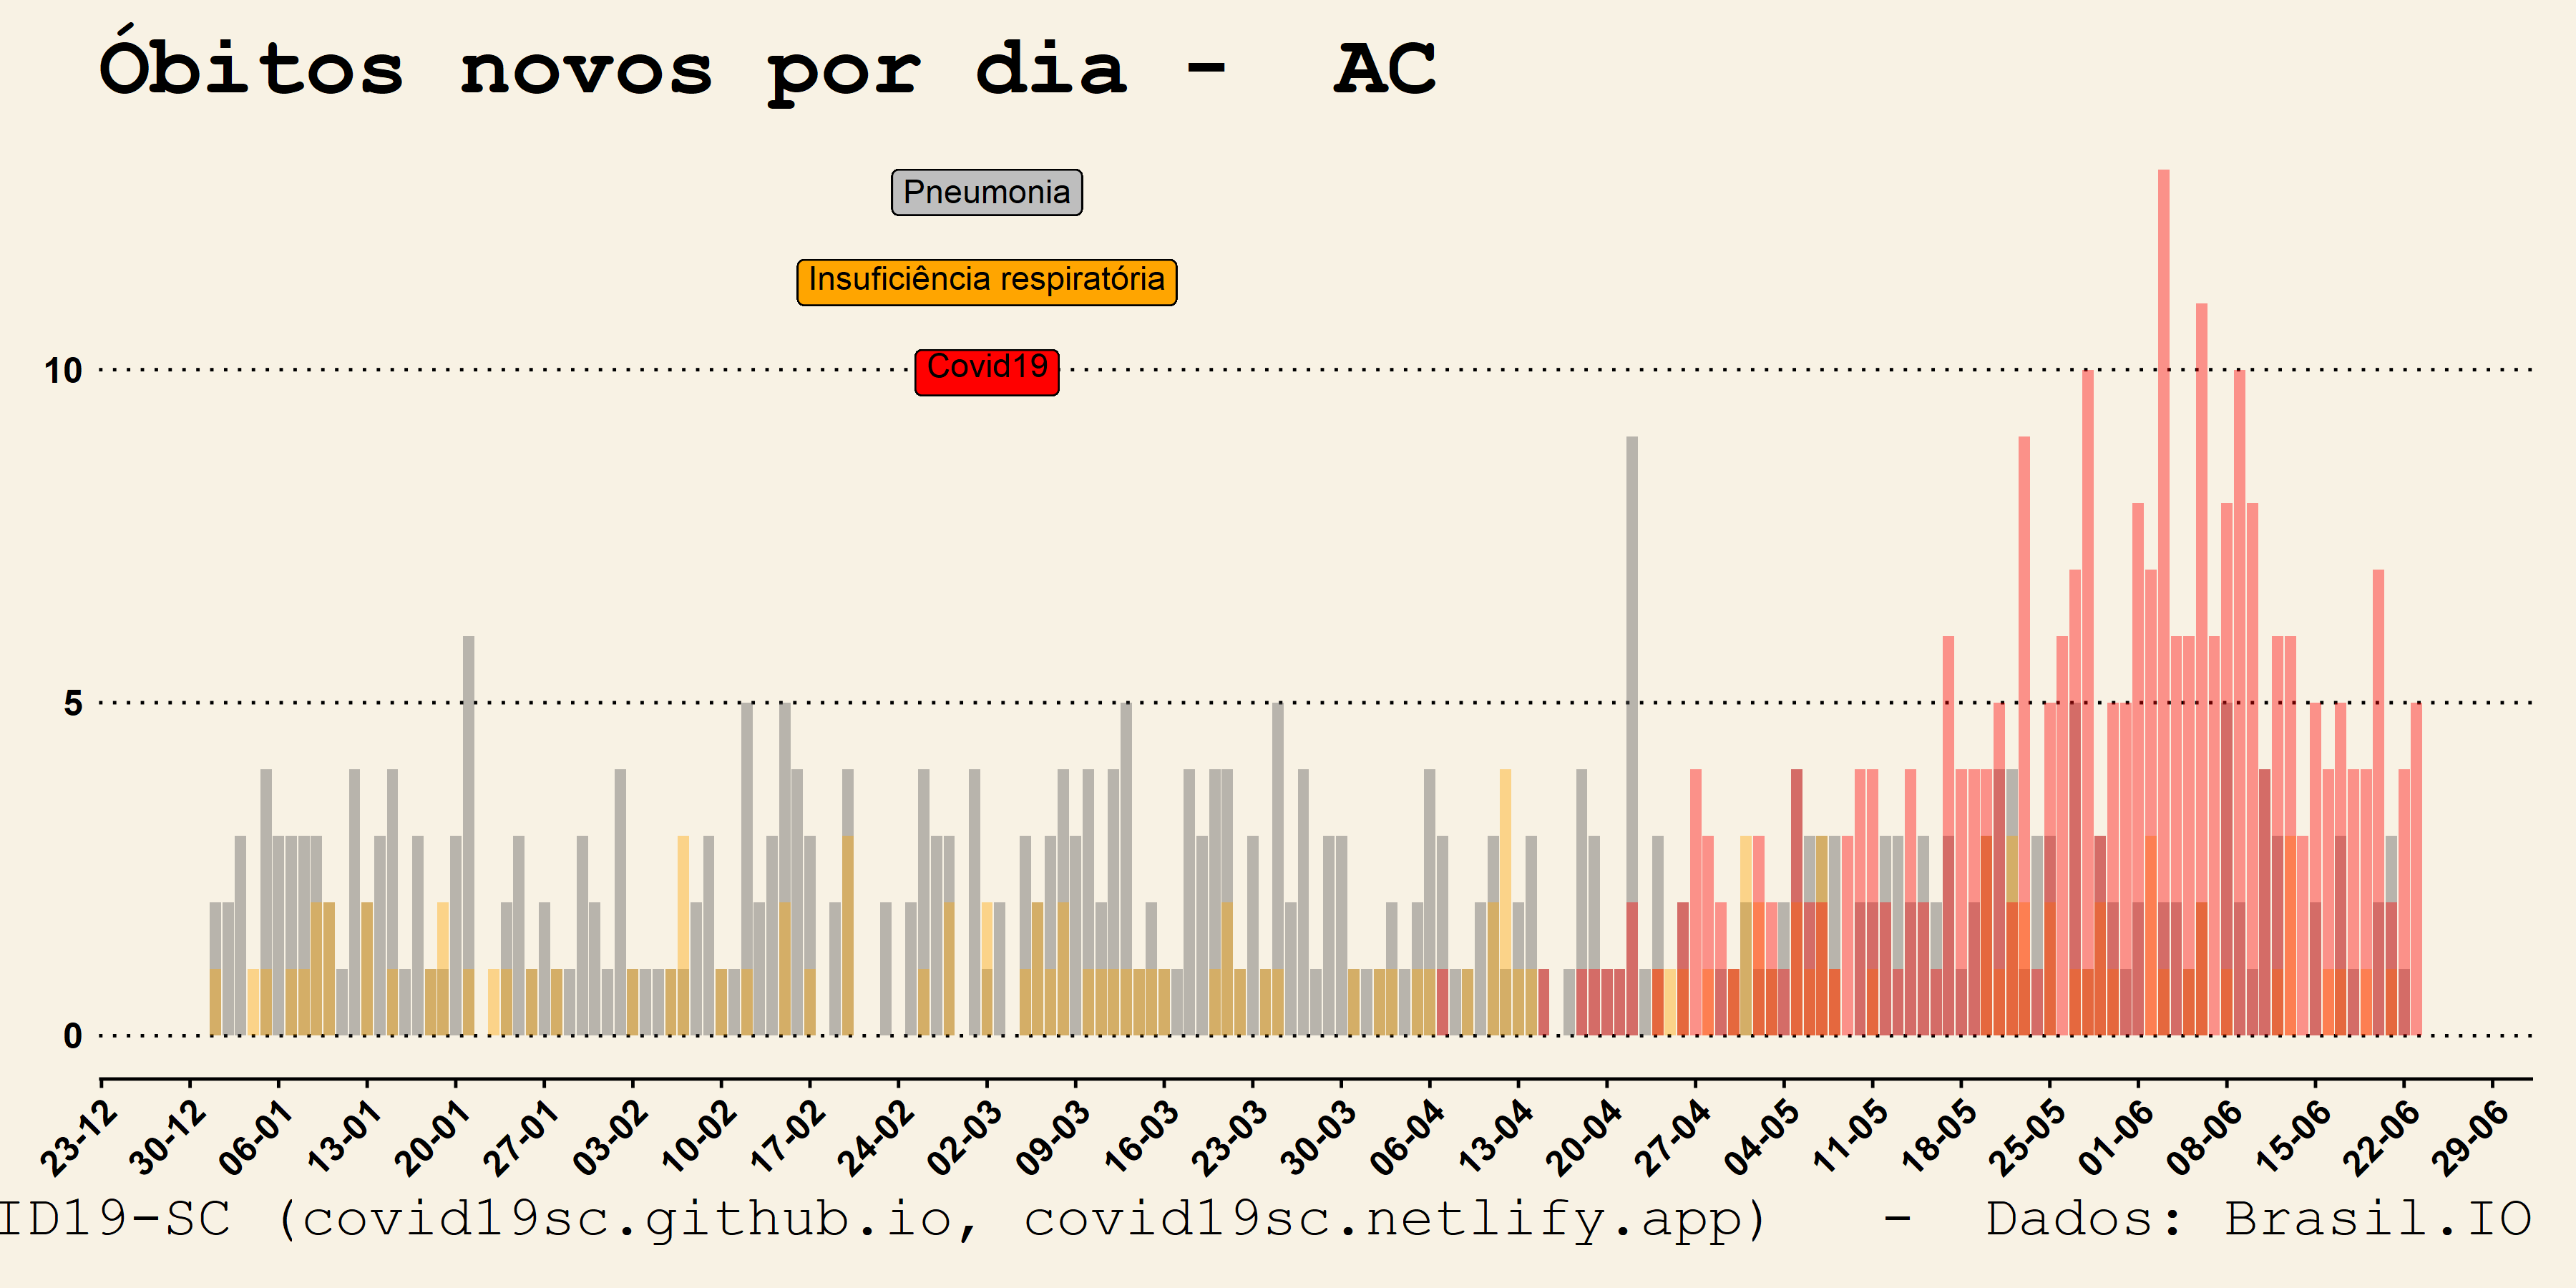 Óbitos novos por dia - AC
Pneumonia
Insuficiência respiratória
Covid19
10
5
0
23-12 30-12 06-01 13-01 20-01 27-01 03-02 10-02 17-02 24-02 02-03 09-03 16-03 23-03 30-03 06-04 13-04 20-04 27-04 04-05 11-05 18-05 25-05 01-06 08-06 15-06 22-06 29-06
ID19-SC (covid19sc.github.io, covid19sc.netlify.app) - Dados: Brasil.IO